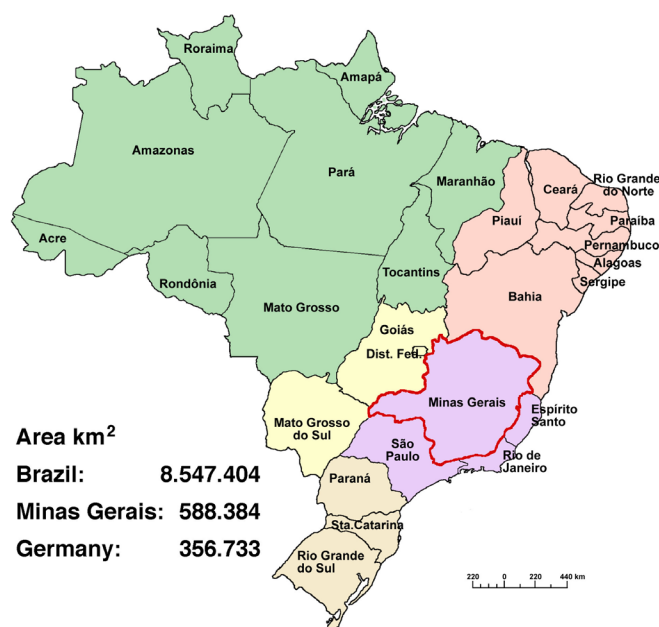 Roraima
Amapá
Amazonas
Pará
Maranhão
Ceará
Rio Grande
do Norte
Piauí
Paraiba
Pernambuco
Alagoas
Sergipe
Acre
Rondônia
Tocantins
Mato Grosso
Bahia
Goiás
Dist. Fed.
Minas Gerais
Espírito
Santo
Mato Grosso
do Sul
São
Paulo
Rio de
Janeiro
Paraná
Sta.Catarina
Rio Grande
do Sul
Area km²
Brazil: 8.547.404
Minas Gerais: 588.384
Germany: 356.733
220 0 220 440 km